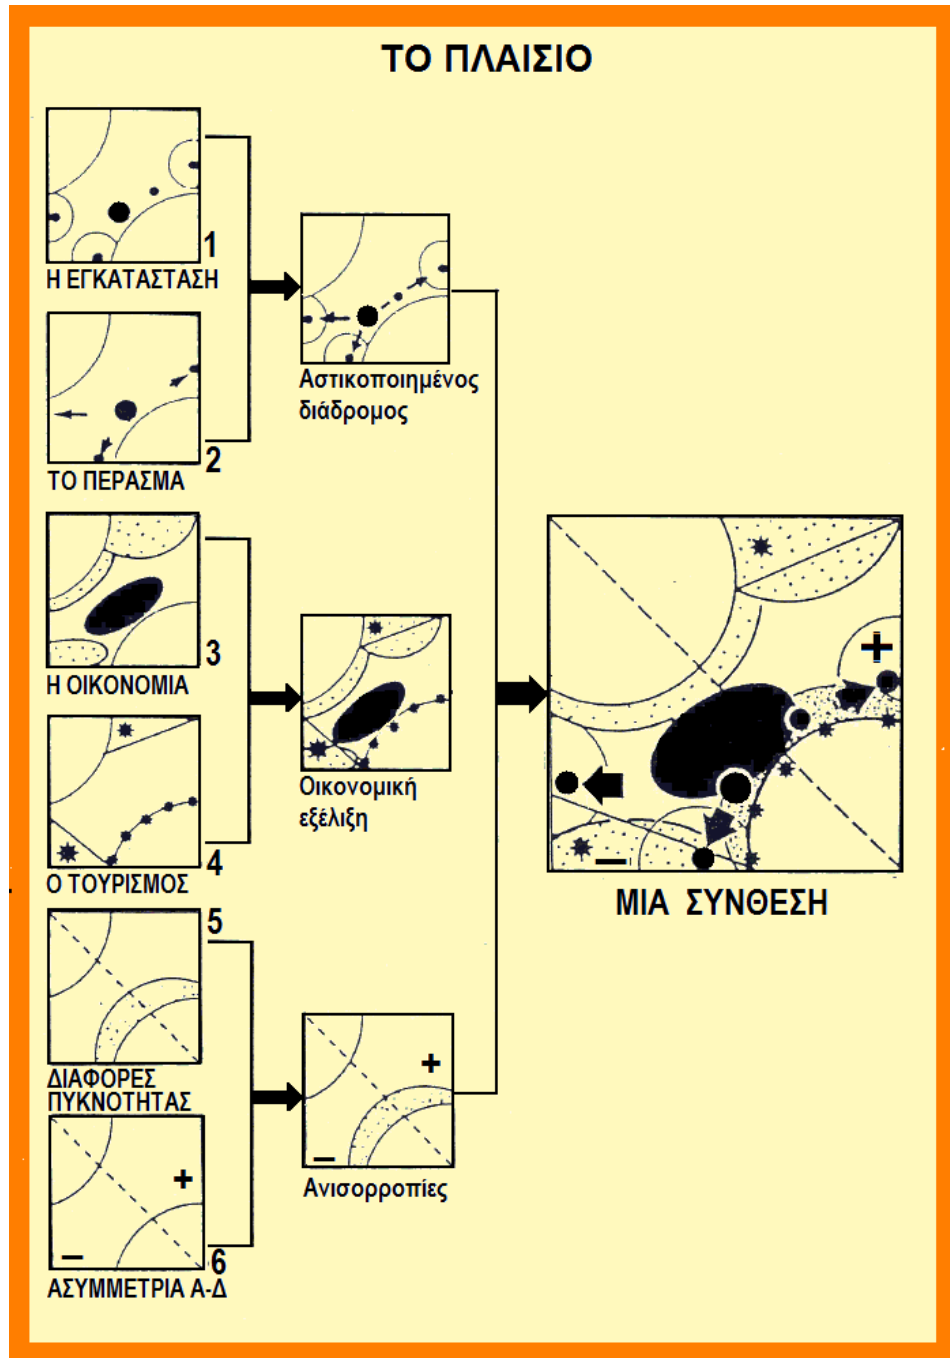 ΤΟ ΠΛΑΙΣΙΟ
1
Η ΕΓΚΑΤΑΣΤΑΣΗ
2
ΤΟ ΠΕΡΑΣΜΑ
Αστικοποιημένος
διάδρομος
3
Η ΟΙΚΟΝΟΜΙΑ
4
Ο ΤΟΥΡΙΣΜΟΣ
Οικονομική
εξέλιξη
5
ΔΙΑΦΟΡΕΣ
ΠΥΚΝΟΤΗΤΑΣ
+
–
6
ΑΣΥΜΜΕΤΡΙΑ Α-Δ
+
–
Ανισορροπίες
+
–
ΜΙΑ ΣΥΝΘΕΣΗ